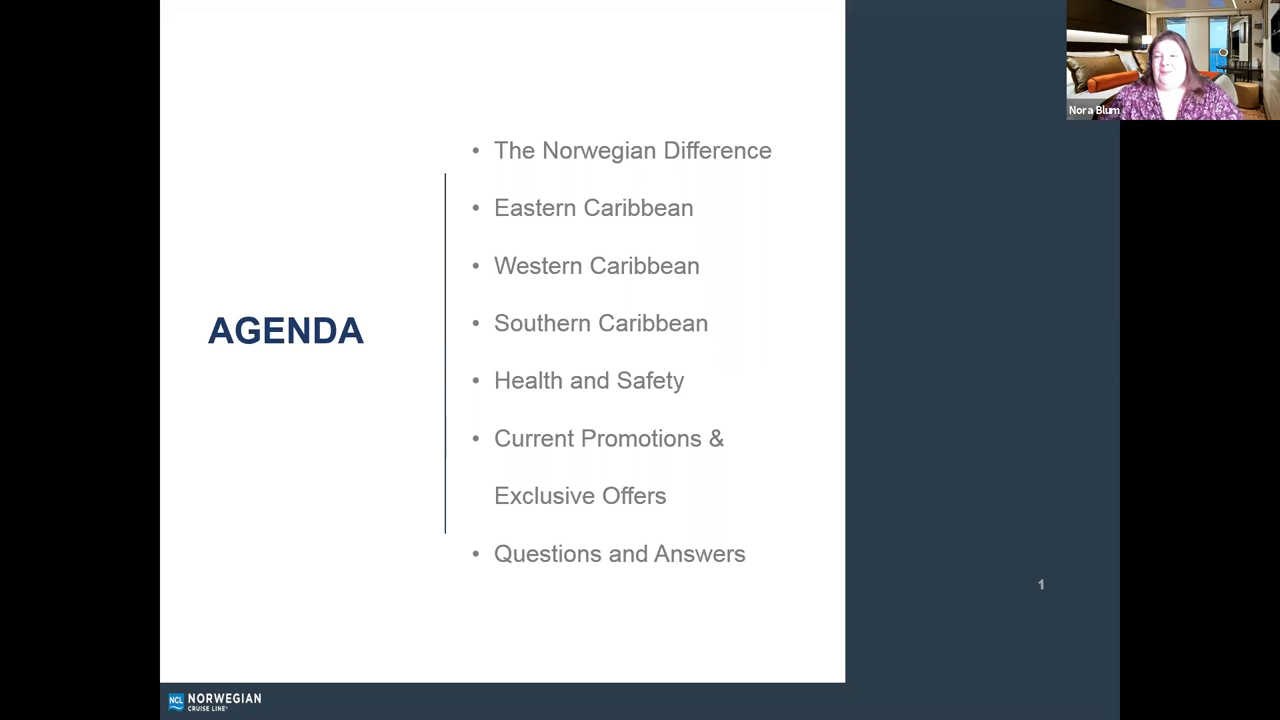 Nora Blum
AGENDA
• The Norwegian Difference
• Eastern Caribbean
• Western Caribbean
• Southern Caribbean
• Health and Safety
• Current Promotions &
Exclusive Offers
• Questions and Answers
1
NCL NORWEGIAN
CRUISE LINE®